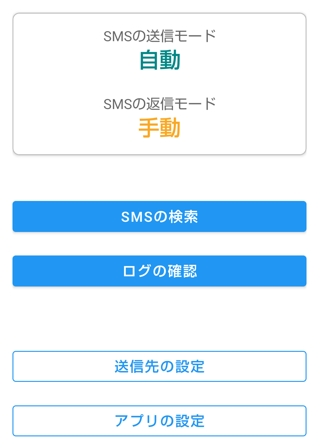 SMSの送信モード
自動
SMSの返信モード
手動
SMSの検索
ログの確認
送信先の設定
アプリの設定